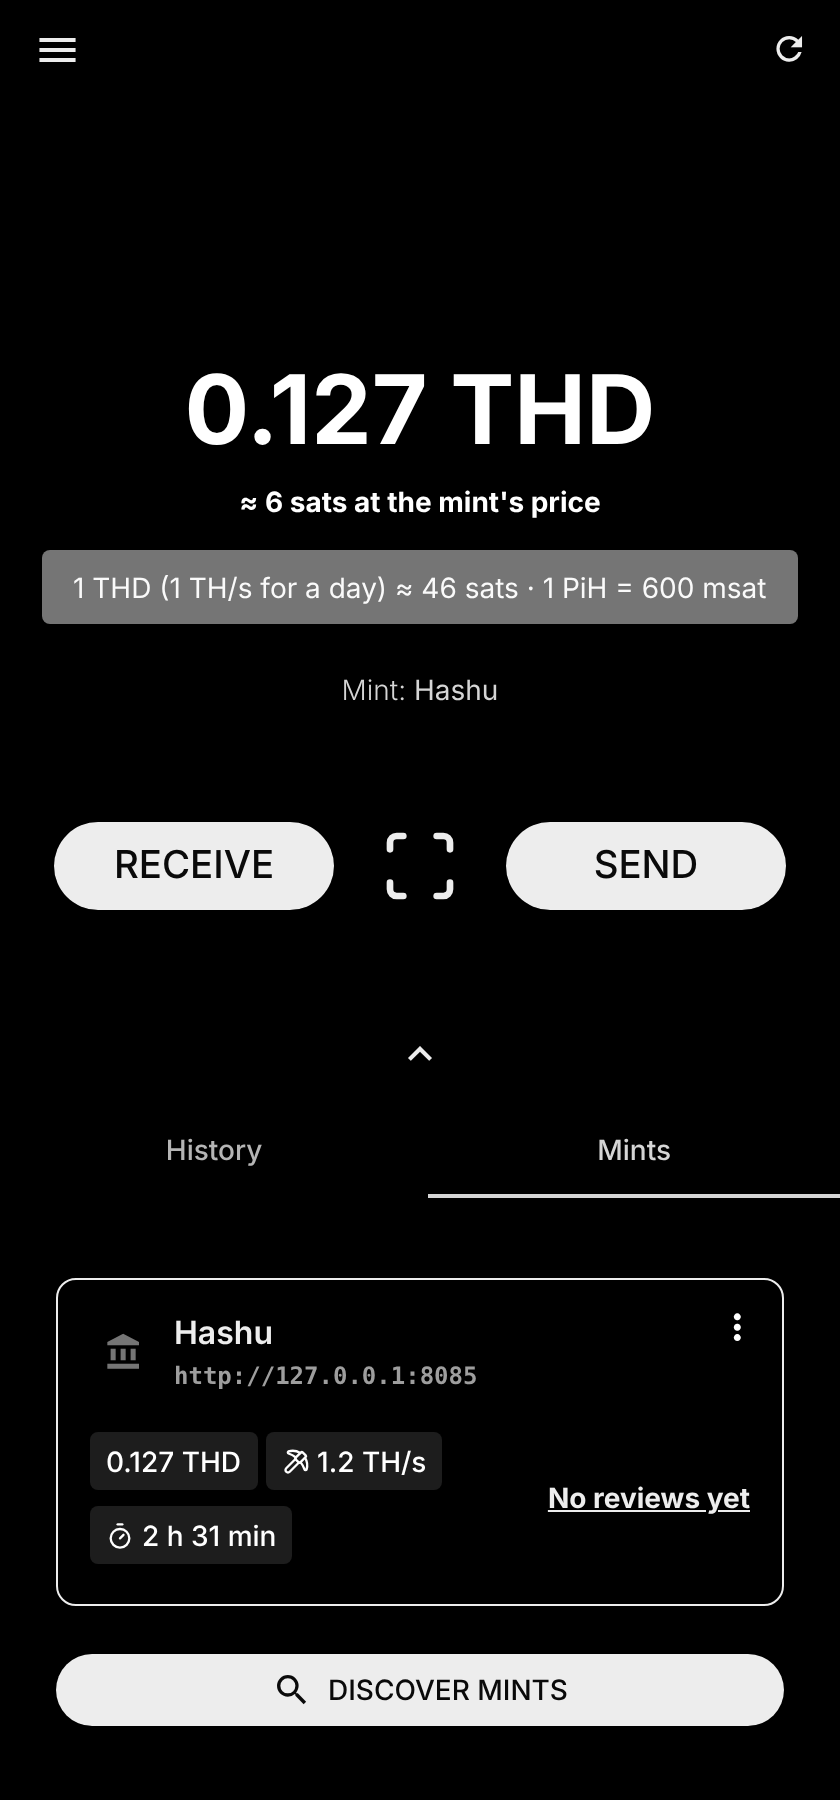 0.127 THD
≈ 6 sats at the mint's price
1 THD (1 TH/s for a day) ≈ 46 sats · 1 PiH = 600 msat
Mint: Hashu
RECEIVE
SEND
History
Mints
Hashu
http://127.0.0.1:8085
0.127 THD
1.2 TH/s
No reviews yet
2 h 31 min
DISCOVER MINTS